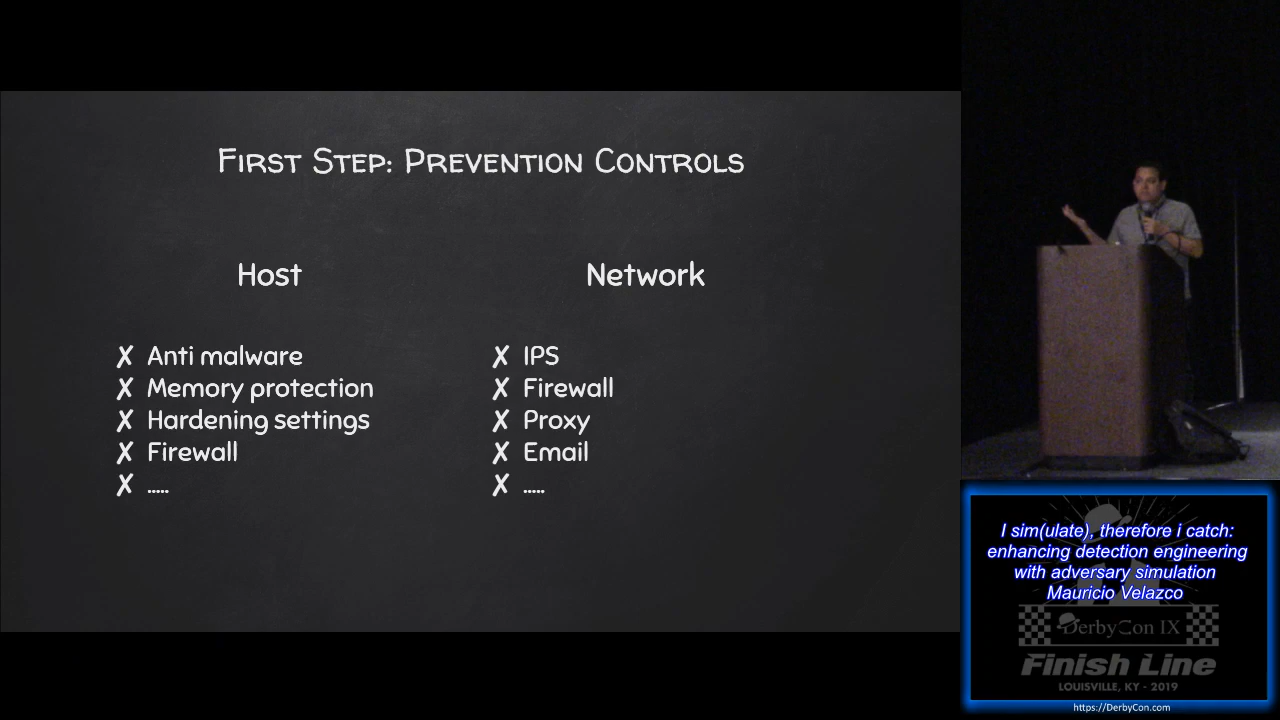 First Step: Prevention Controls
Host
✗ Anti malware
✗ Memory protection
✗ Hardening settings
✗ Firewall
✗ .....
Network
✗ IPS
✗ Firewall
✗ Proxy
✗ Email
✗ .....
I sim(ulate), therefore i catch:
enhancing detection engineering
with adversary simulation
Mauricio Velazco
DerbyCon IX
Finish Line
LOUISVILLE, KY - 2019
https://DerbyCon.com